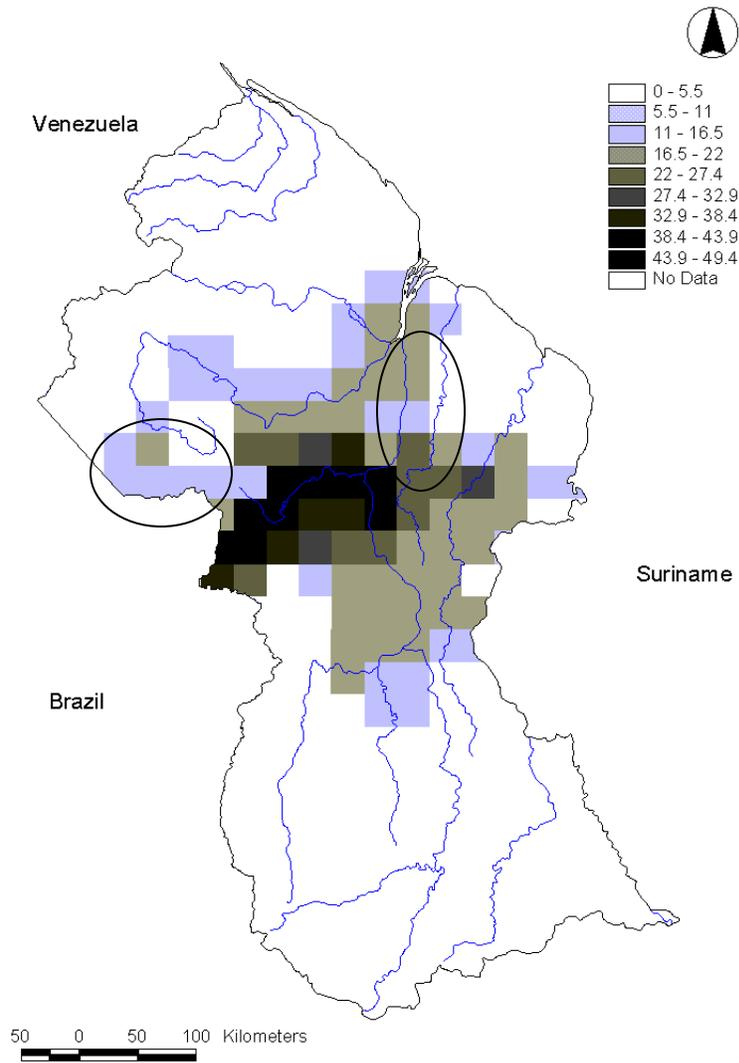 Venezuela
0 - 5.5
5.5 - 11
11 - 16.5
16.5 - 22
22 - 27.4
27.4 - 32.9
32.9 - 38.4
38.4 - 43.9
43.9 - 49.4
No Data
Suriname
Brazil
50 0 50 100 Kilometers